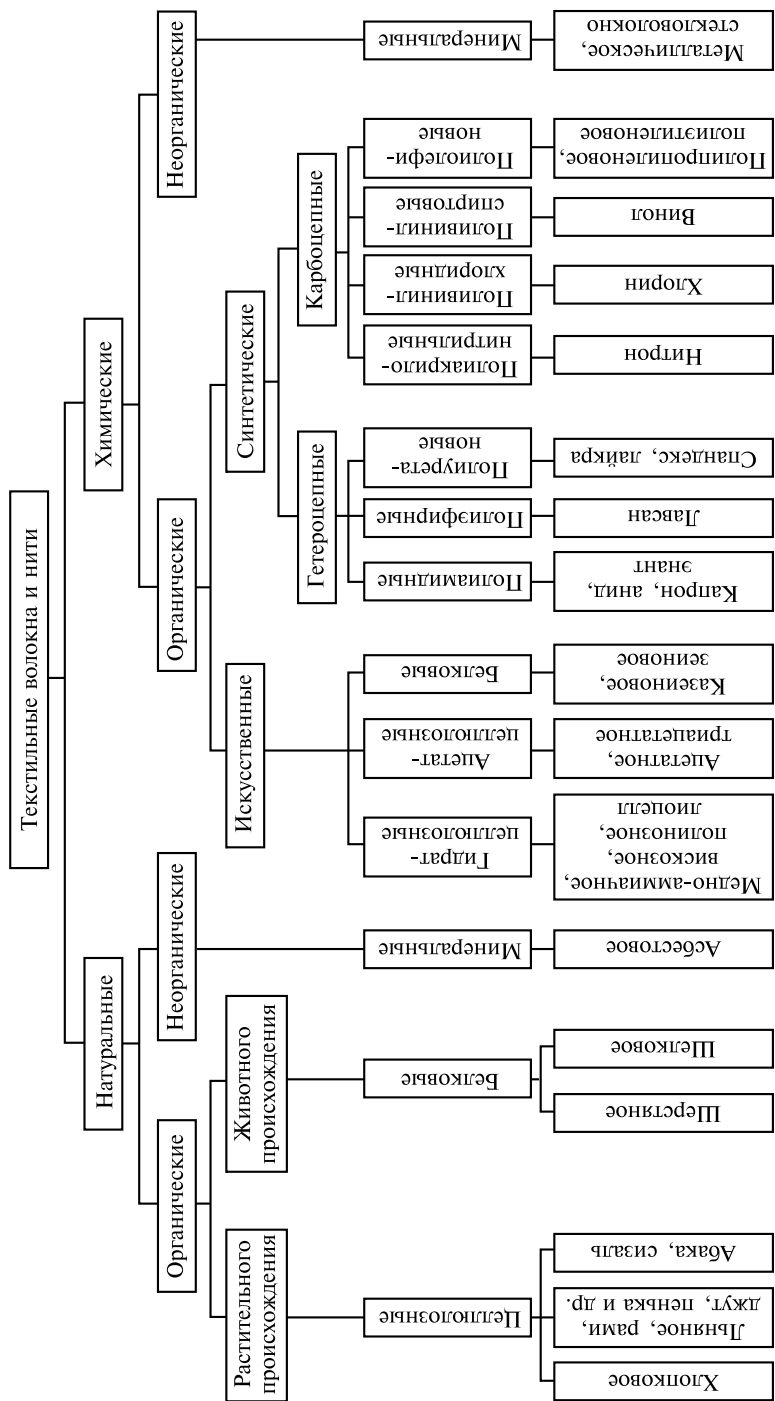 Текстильные волокна и нити
Натуральные
Химические
Органические
Неорганические
Органические
Неорганические
Растительного
происхождения
Животного
происхождения
Искусственные
Синтетические
Гетероцепные
Карбоцепные
Целлюлозные
Белковые
Минеральные
Гидрат-
целлюлозные
Ацетат-
целлюлозные
Белковые
Полиамидные
Полиэфирные
Полиурета-
новые
Полиакрило-
нитрильные
Поливинил-
хлоридные
Поливинил-
спиртовые
Полиолефи-
новые
Минеральные
Хлопковое
Льняное, рами,
джут, пенька и др.
Абака, сизаль
Шерстяное
Шелковое
Асбестовое
Медно-аммиачное,
вискозное,
полинозное,
лиоцелл
Ацетатное,
триацетатное
Казеиновое,
зеиновое
Капрон, анид,
энант
Лавсан
Спандекс, лайкра
Нитрон
Хлорин
Винол
Полипропиленовое,
полиэтиленовое
Металлическое,
стекловолокно